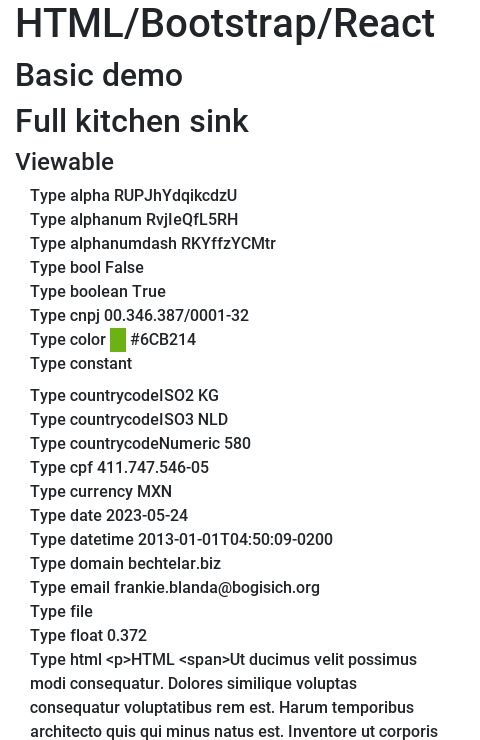 HTML/Bootstrap/React
Basic demo
Full kitchen sink
Viewable
Type alpha RUPJhYdqikcdzU
Type alphanum RvjIeQfL5RH
Type alphanumdash RKYffzYCMtr
Type bool False
Type boolean True
Type cnpj 00.346.387/0001-32
Type color #6CB214
Type constant
Type countrycodeISO2 KG
Type countrycodeISO3 NLD
Type countrycodeNumeric 580
Type cpf 411.747.546-05
Type currency MXN
Type date 2023-05-24
Type datetime 2013-01-01T04:50:09-0200
Type domain bechtelar.biz
Type email frankie.blanda@bogisich.org
Type file
Type float 0.372
Type html <p>HTML <span>Ut ducimus velit possimus
modi consequatur. Dolores similique voluptas
consequatur voluptatibus rem est. Harum temporibus
architecto quis qui minus natus est. Inventore ut corporis